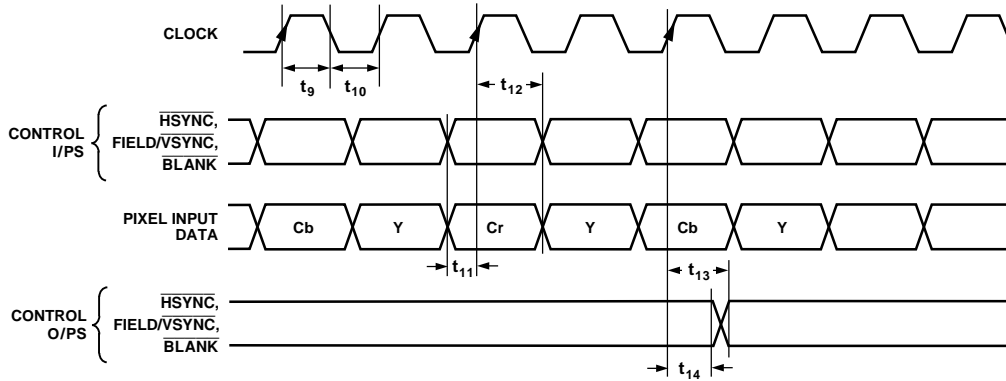 CLOCK
t9
t10
t12
CONTROL
I/PS
HSYNC,
FIELD/VSYNC,
BLANK
PIXEL INPUT
DATA
Cb
Y
Cr
Y
Cb
Y
t11
t13
CONTROL
O/PS
HSYNC,
FIELD/VSYNC,
BLANK
t14